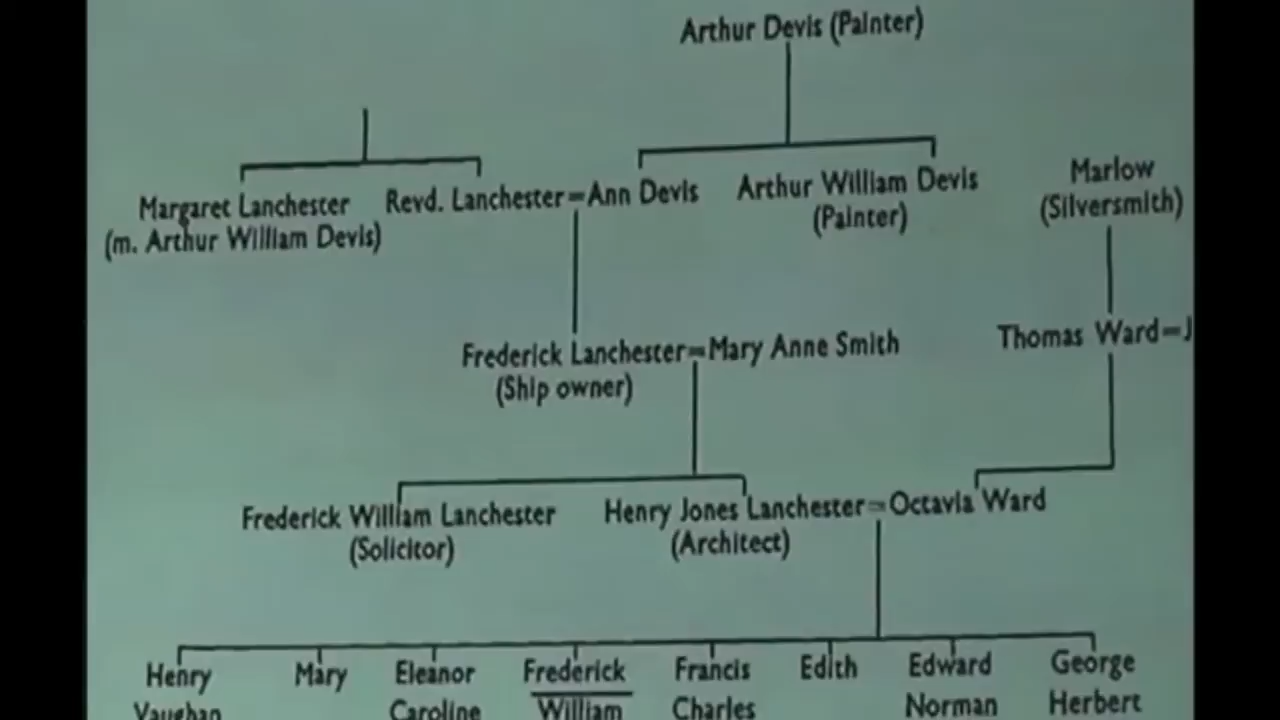 Arthur Devis (Painter)
Margaret Lanchester
(m. Arthur William Devis)
Revd. Lanchester=Ann Devis
Arthur William Devis
(Painter)
Marlow
(Silversmith)
Frederick Lanchester=Mary Anne Smith
(Ship owner)
Thomas Ward=J
Frederick William Lanchester
(Solicitor)
Henry Jones Lanchester=Octavia Ward
(Architect)
Henry
Vaughan
Mary
Eleanor
Caroline
Frederick
William
Francis
Charles
Edith
Edward
Norman
George
Herbert